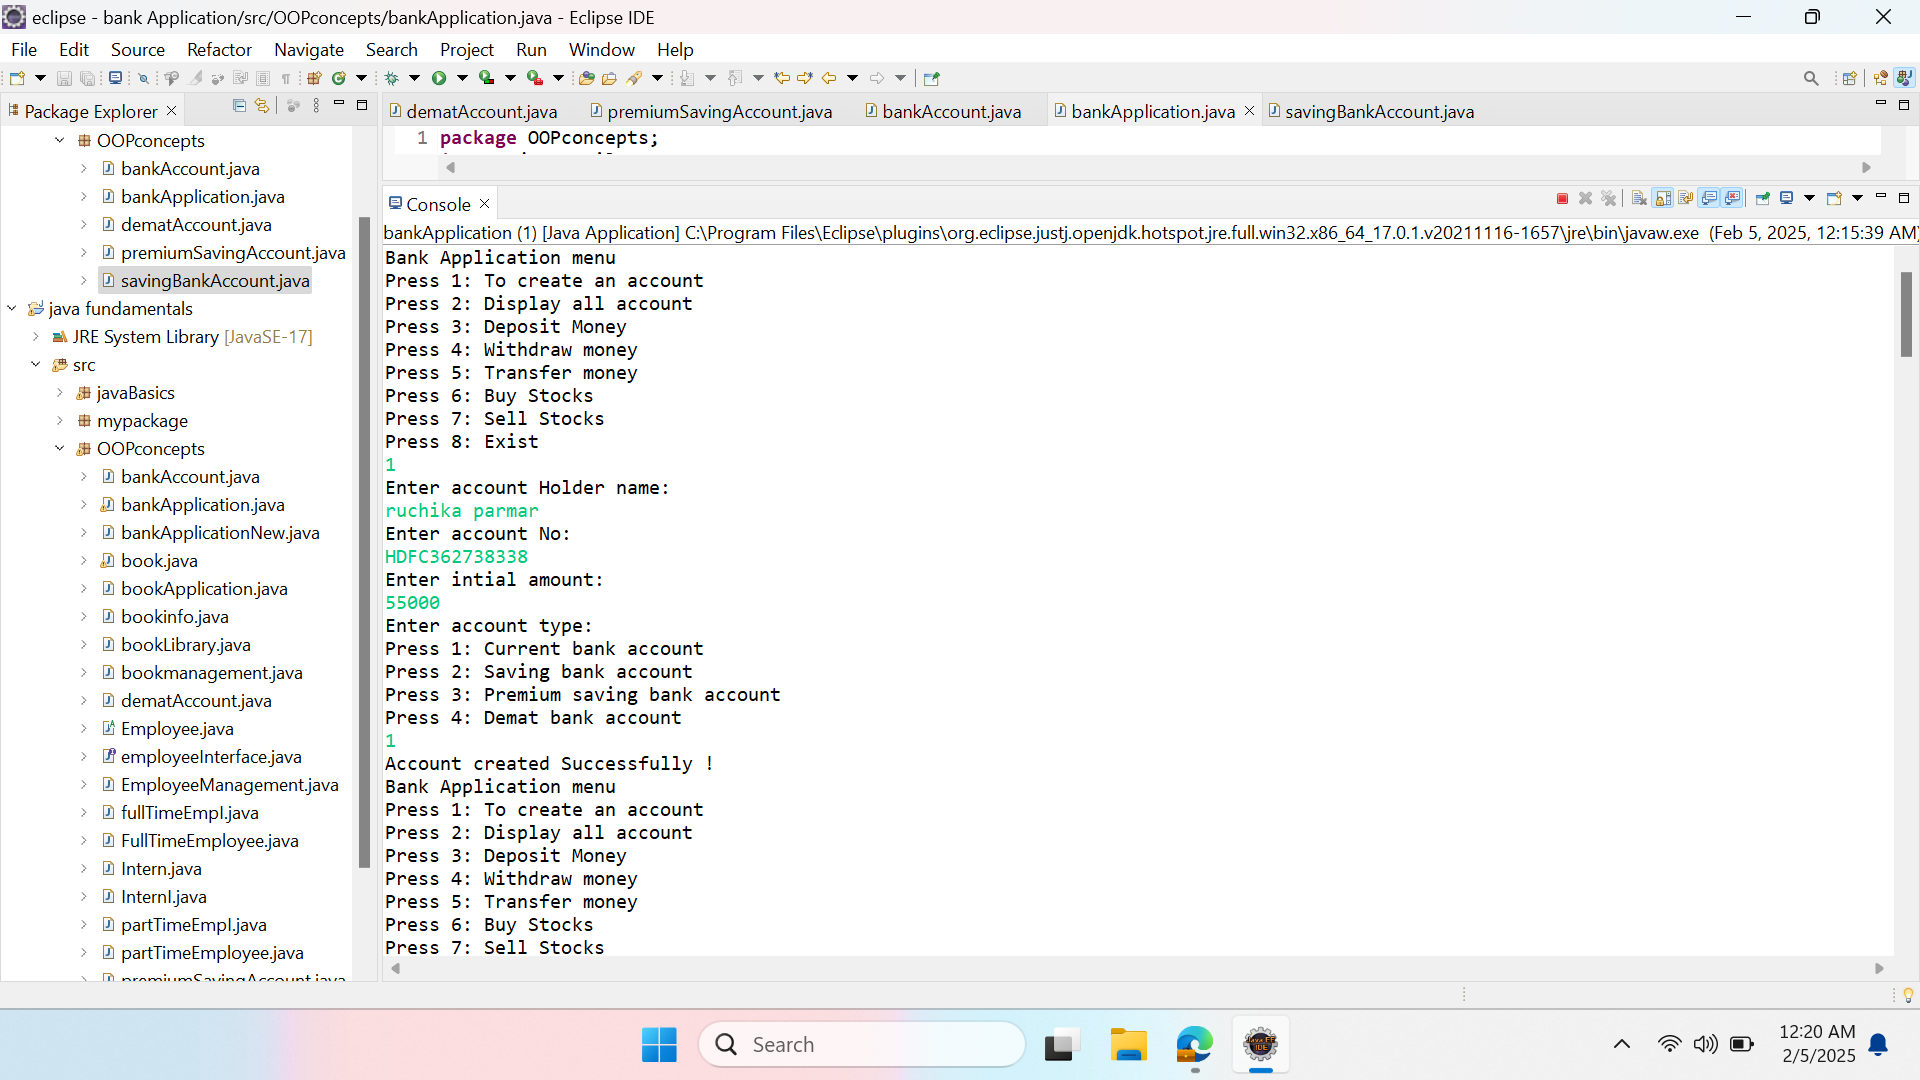 eclipse - bank Application/src/OOPconcepts/bankApplication.java - Eclipse IDE
File Edit Source Refactor Navigate Search Project Run Window Help
Package Explorer
OOPconcepts
bankAccount.java
bankApplication.java
dematAccount.java
premiumSavingAccount.java
savingBankAccount.java
java fundamentals
JRE System Library [JavaSE-17]
src
javaBasics
mypackage
OOPconcepts
bankAccount.java
bankApplication.java
bankApplicationNew.java
book.java
bookApplication.java
bookinfo.java
bookLibrary.java
bookmanagement.java
dematAccount.java
Employee.java
employeeInterface.java
EmployeeManagement.java
fullTimeEmpI.java
FullTimeEmployee.java
Intern.java
InternI.java
partTimeEmpI.java
partTimeEmployee.java
premiumSavingAccount.java
dematAccount.java premiumSavingAccount.java bankAccount.java bankApplication.java savingBankAccount.java
1 package OOPconcepts;
Console
bankApplication (1) [Java Application] C:\Program Files\Eclipse\plugins\org.eclipse.justj.openjdk.hotspot.jre.full.win32.x86_64_17.0.1.v20211116-1657\jre\bin\javaw.exe (Feb 5, 2025, 12:15:39 AM)
Bank Application menu
Press 1: To create an account
Press 2: Display all account
Press 3: Deposit Money
Press 4: Withdraw money
Press 5: Transfer money
Press 6: Buy Stocks
Press 7: Sell Stocks
Press 8: Exist
1
Enter account Holder name:
ruchika parmar
Enter account No:
HDFC362738338
Enter intial amount:
55000
Enter account type:
Press 1: Current bank account
Press 2: Saving bank account
Press 3: Premium saving bank account
Press 4: Demat bank account
1
Account created Successfully !
Bank Application menu
Press 1: To create an account
Press 2: Display all account
Press 3: Deposit Money
Press 4: Withdraw money
Press 5: Transfer money
Press 6: Buy Stocks
Press 7: Sell Stocks
Search
12:20 AM
2/5/2025